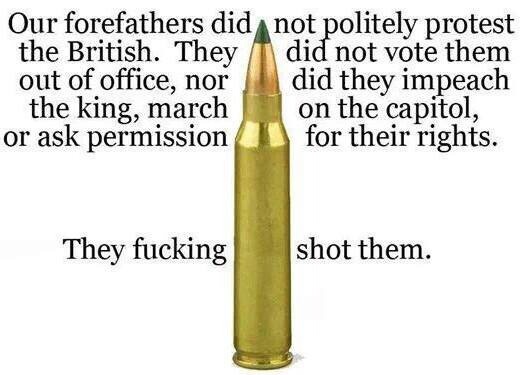 Our forefathers did not politely protest
the British. They did not vote them
out of office, nor did they impeach
the king, march on the capitol,
or ask permission for their rights.
They fucking shot them.